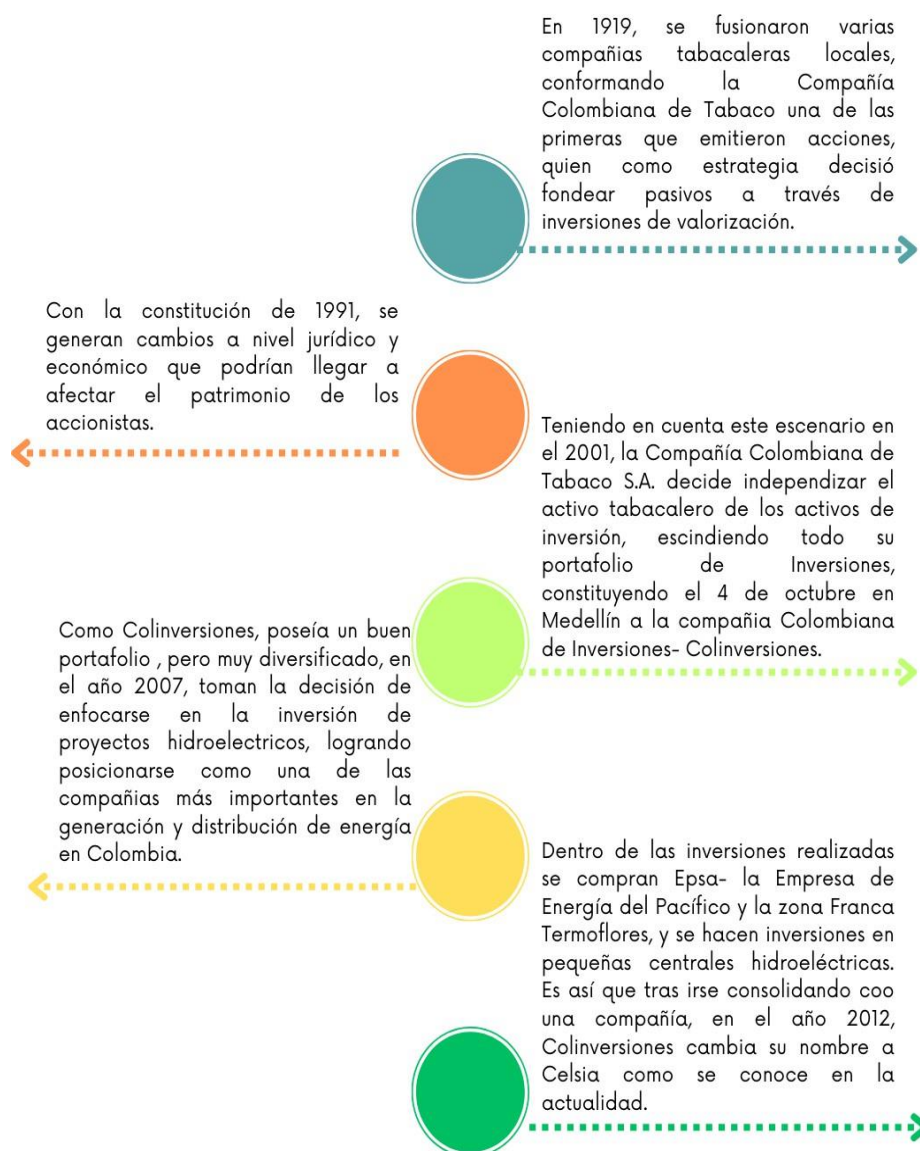 En 1919, se fusionaron varias
compañias tabacaleras locales,
conformando la Compañía
Colombiana de Tabaco una de las
primeras que emitieron acciones,
quien como estrategia decisió
fondear pasivos a través de
inversiones de valorización.
Con la constitución de 1991, se
generan cambios a nivel jurídico y
económico que podrían llegar a
afectar el patrimonio de los
accionistas.
Teniendo en cuenta este escenario en
el 2001, la Compañía Colombiana de
Tabaco S.A. decide independizar el
activo tabacalero de los activos de
inversión, escindiendo todo su
portafolio de Inversiones,
constituyendo el 4 de octubre en
Medellín a la compañia Colombiana
de Inversiones- Colinversiones.
Como Colinversiones, poseía un buen
portafolio , pero muy diversificado, en
el año 2007, toman la decisión de
enfocarse en la inversión de
proyectos hidroelectricos, logrando
posicionarse como una de las
compañias más importantes en la
generación y distribución de energía
en Colombia.
Dentro de las inversiones realizadas
se compran Epsa- la Empresa de
Energía del Pacífico y la zona Franca
Termoflores, y se hacen inversiones en
pequeñas centrales hidroeléctricas.
Es así que tras irse consolidando coo
una compañía, en el año 2012,
Colinversiones cambia su nombre a
Celsia como se conoce en la
actualidad.